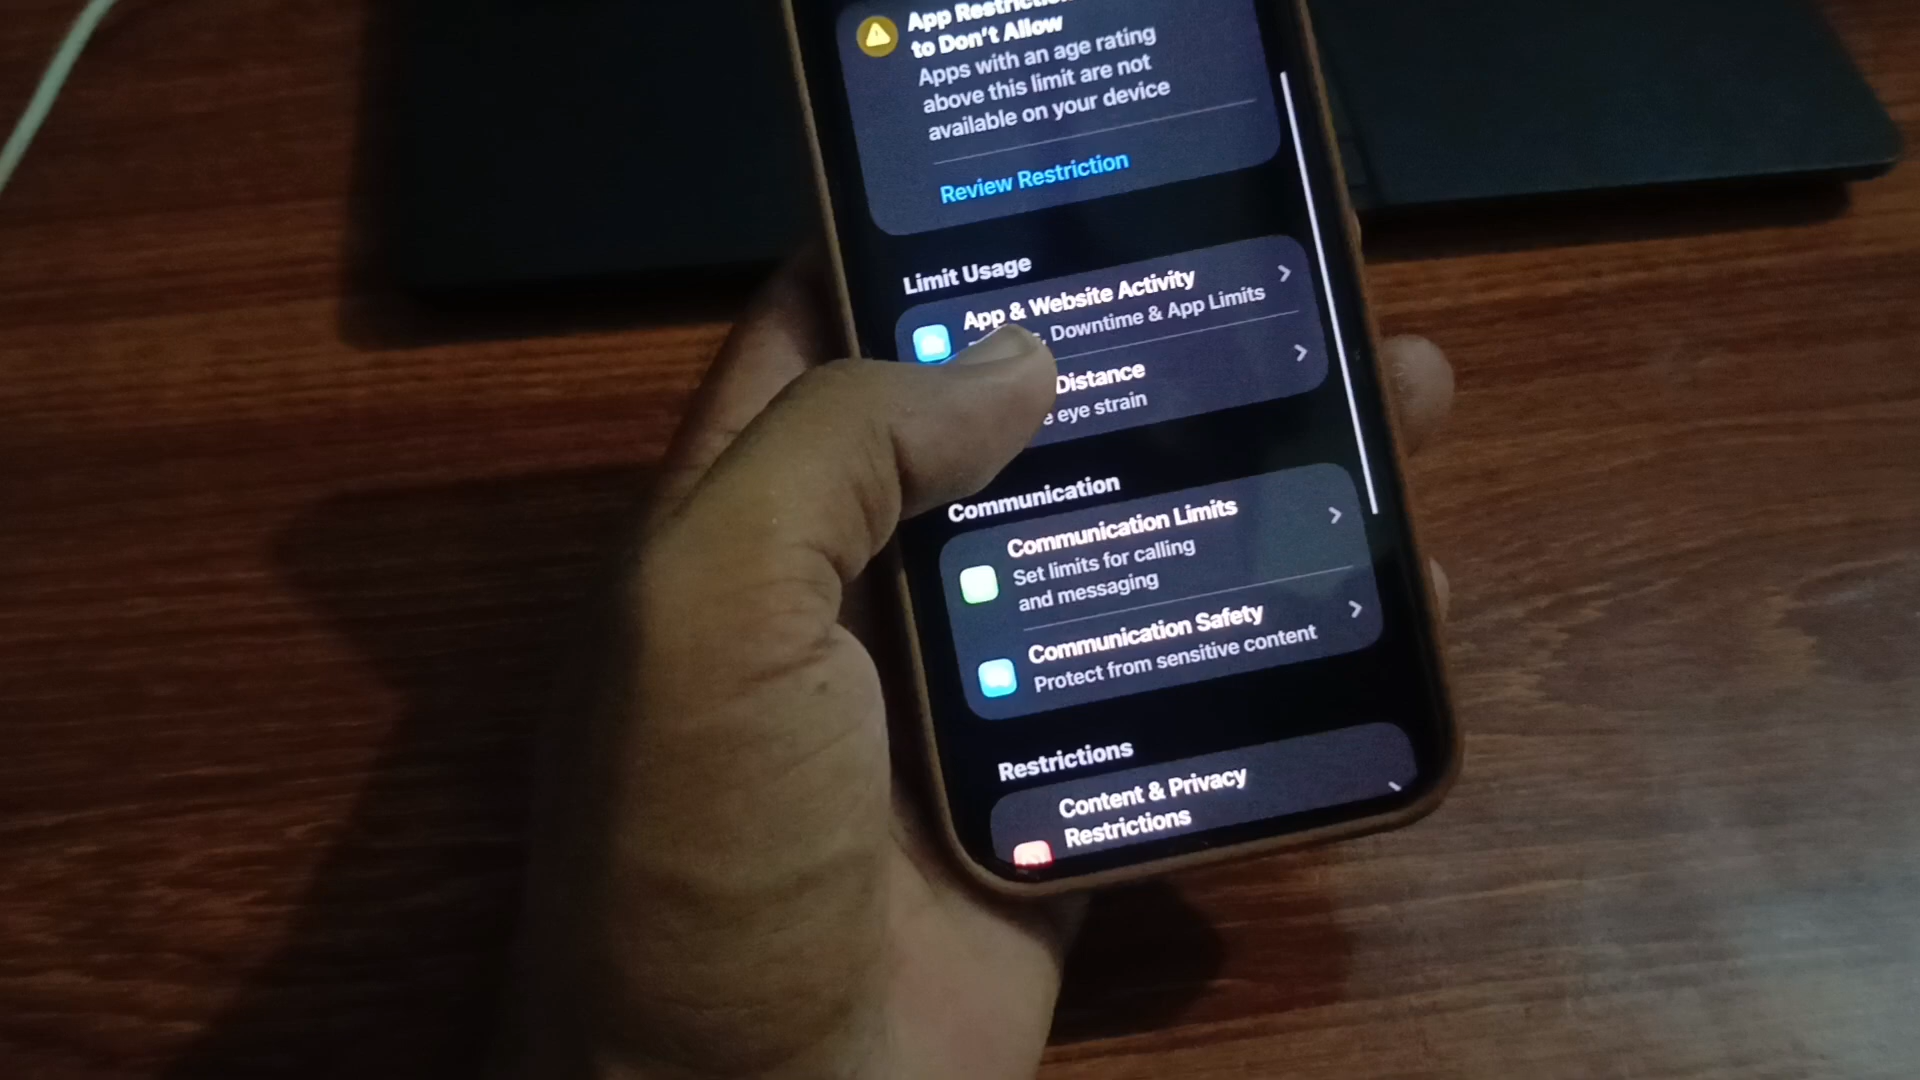 App
to Don't Allow
Apps with an age rating
above this limit are not
available on your device
Review Restriction
Limit Usage
App & Website Activity
Downtime & App Limits
Distance
eye strain
Communication
Communication Limits
Set limits for calling
and messaging
Communication Safety
Protect from sensitive content
Restrictions
Content & Privacy
Restrictions